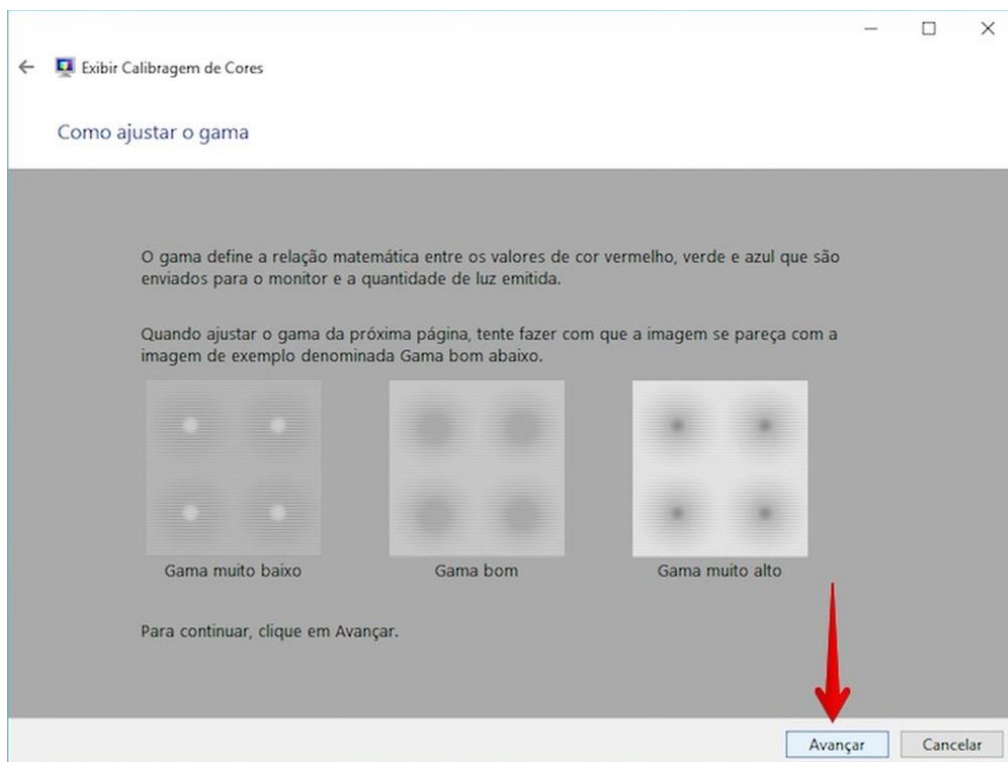 Exibir Calibragem de Cores
Como ajustar o gama
O gama define a relação matemática entre os valores de cor vermelho, verde e azul que são
enviados para o monitor e a quantidade de luz emitida.
Quando ajustar o gama da próxima página, tente fazer com que a imagem se pareça com a
imagem de exemplo denominada Gama bom abaixo.
Gama muito baixo
Gama bom
Gama muito alto
Para continuar, clique em Avançar.
Avançar
Cancelar